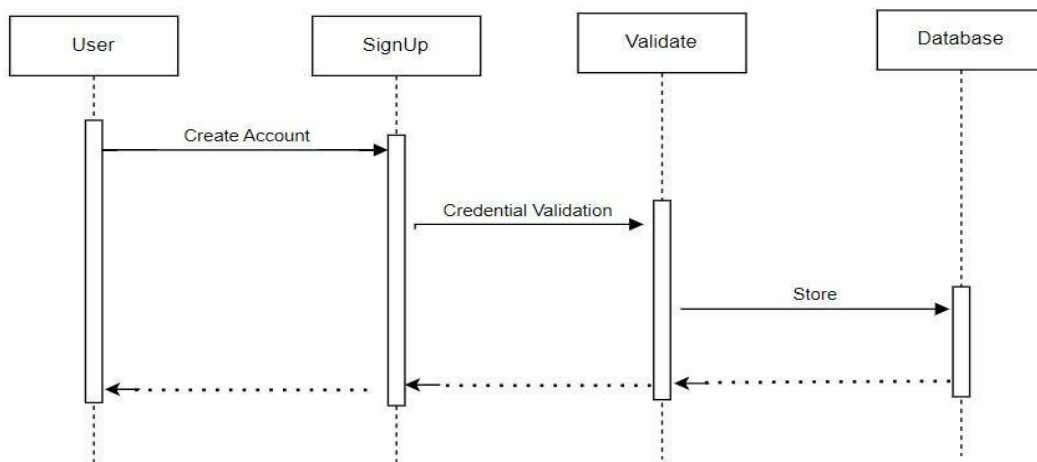 User
SignUp
Validate
Database
Create Account
Credential Validation
Store